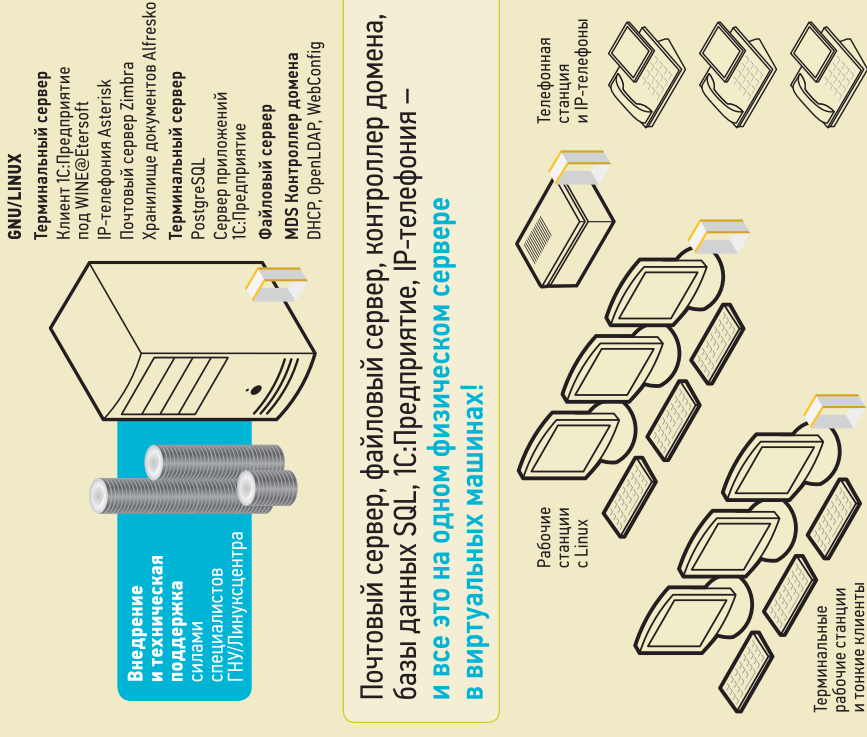 GNU/LINUX
Терминальный сервер
Клиент 1С:Предприятие
под WINE@Etersoft
IP-телефония Asterisk
Почтовый сервер Zimbra
Хранилище документов Alfresko
Терминальный сервер
PostgreSQL
Сервер приложений
1С:Предприятие
Файловый сервер
MDS Контроллер домена
DHCP, OpenLDAP, WebConfig
Внедрение
и техническая
поддержка
силами
специалистов
ГНУ/Линуксцентра
Почтовый сервер, файловый сервер, контроллер домена,
базы данных SQL, 1С:Предприятие, IP-телефония –
и все это на одном физическом сервере
в виртуальных машинах!
Телефонная
станция
и IP-телефоны
Рабочие
станции
с Linux
Терминальные
рабочие станции
и тонкие клиенты